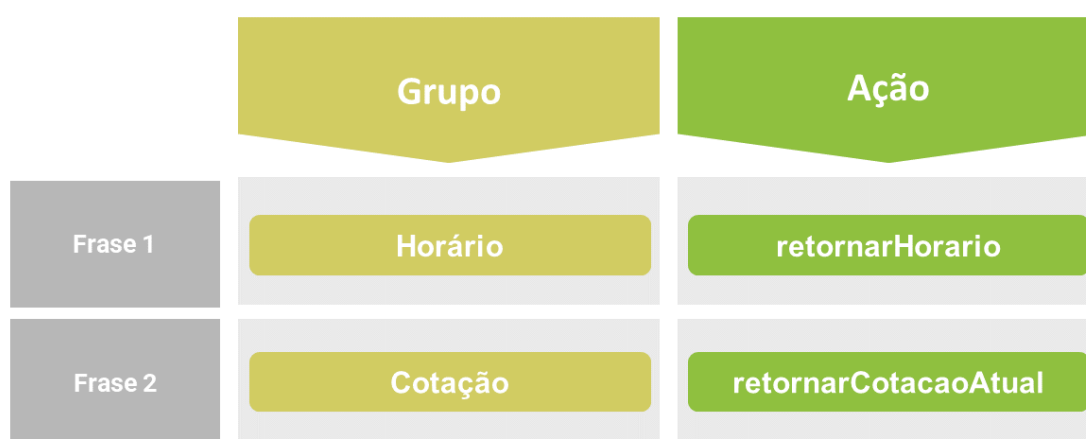 Grupo
Ação
Frase 1
Horário
retornarHorario
Frase 2
Cotação
retornarCotacaoAtual